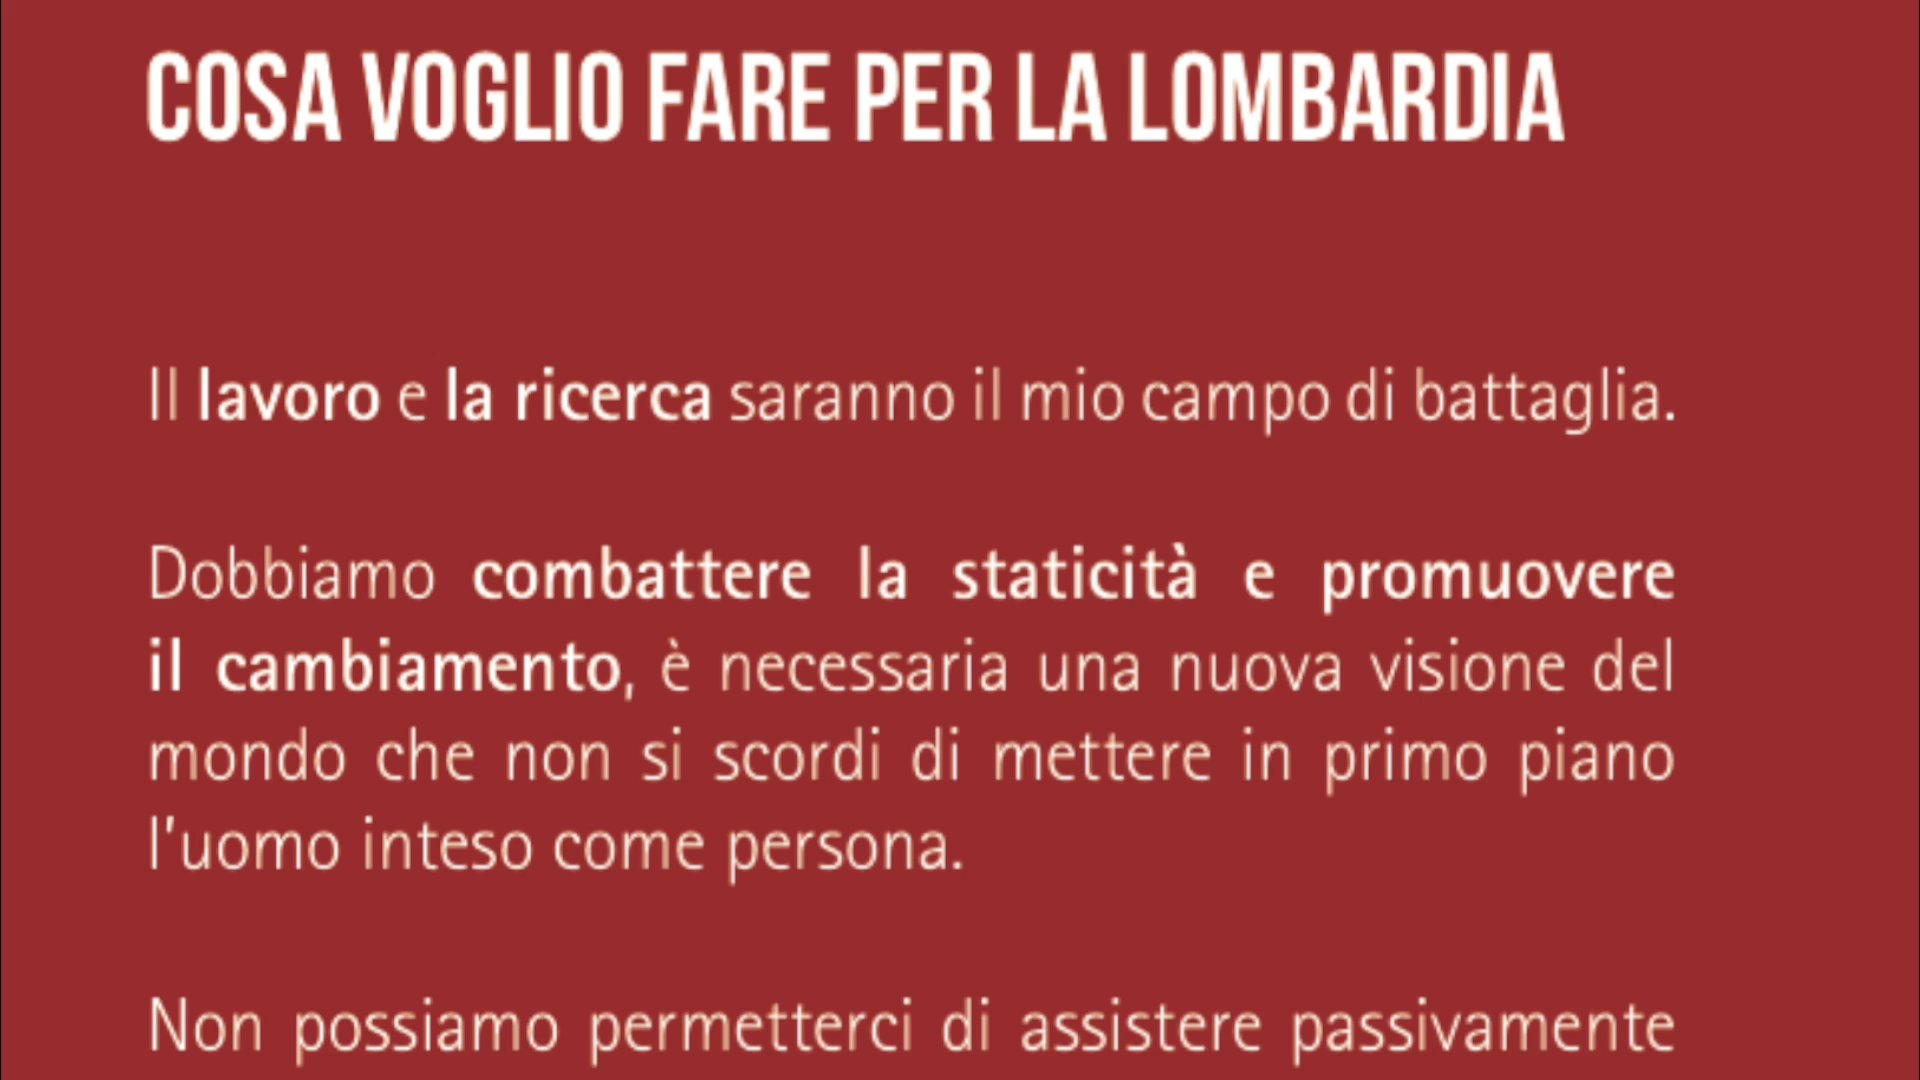 COSA VOGLIO FARE PER LA LOMBARDIA
Il lavoro e la ricerca saranno il mio campo di battaglia.
Dobbiamo combattere la staticità e promuovere
il cambiamento, è necessaria una nuova visione del
mondo che non si scordi di mettere in primo piano
l'uomo inteso come persona.
Non possiamo permetterci di assistere passivamente